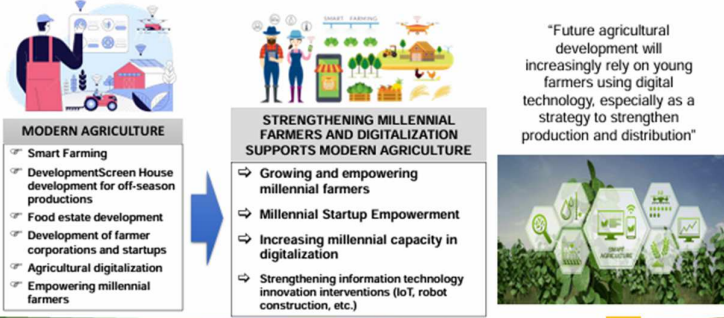 MODERN AGRICULTURE
Smart Farming
DevelopmentScreen House
development for off-season
productions
Food estate development
Development of farmer
corporations and startups
Agricultural digitalization
Empowering millennial
farmers
SMART FARMING
STRENGTHENING MILLENNIAL
FARMERS AND DIGITALIZATION
SUPPORTS MODERN AGRICULTURE
Growing and empowering
millennial farmers
Millennial Startup Empowerment
Increasing millennial capacity in
digitalization
Strengthening information technology
innovation interventions (IoT, robot
construction, etc.)
“Future agricultural
development will
increasingly rely on young
farmers using digital
technology, especially as a
strategy to strengthen
production and distribution”
SMART
AGRICULTURE